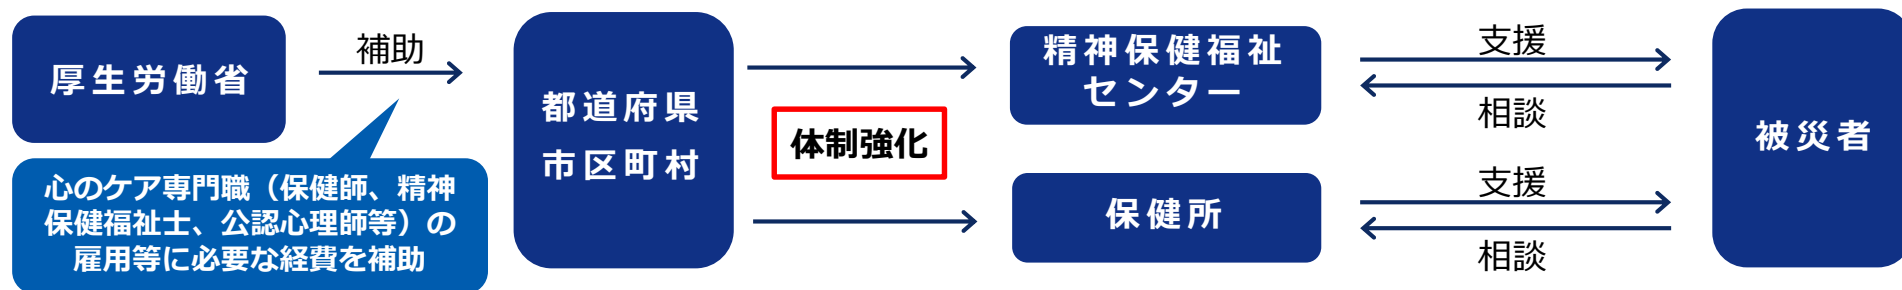 厚生労働省
補助
心のケア専門職（保健師、精神
保健福祉士、公認心理師等）の
雇用等に必要な経費を補助
都道府県
市区町村
体制強化
精神保健福祉
センター
保健所
支援
相談
支援
相談
被災者